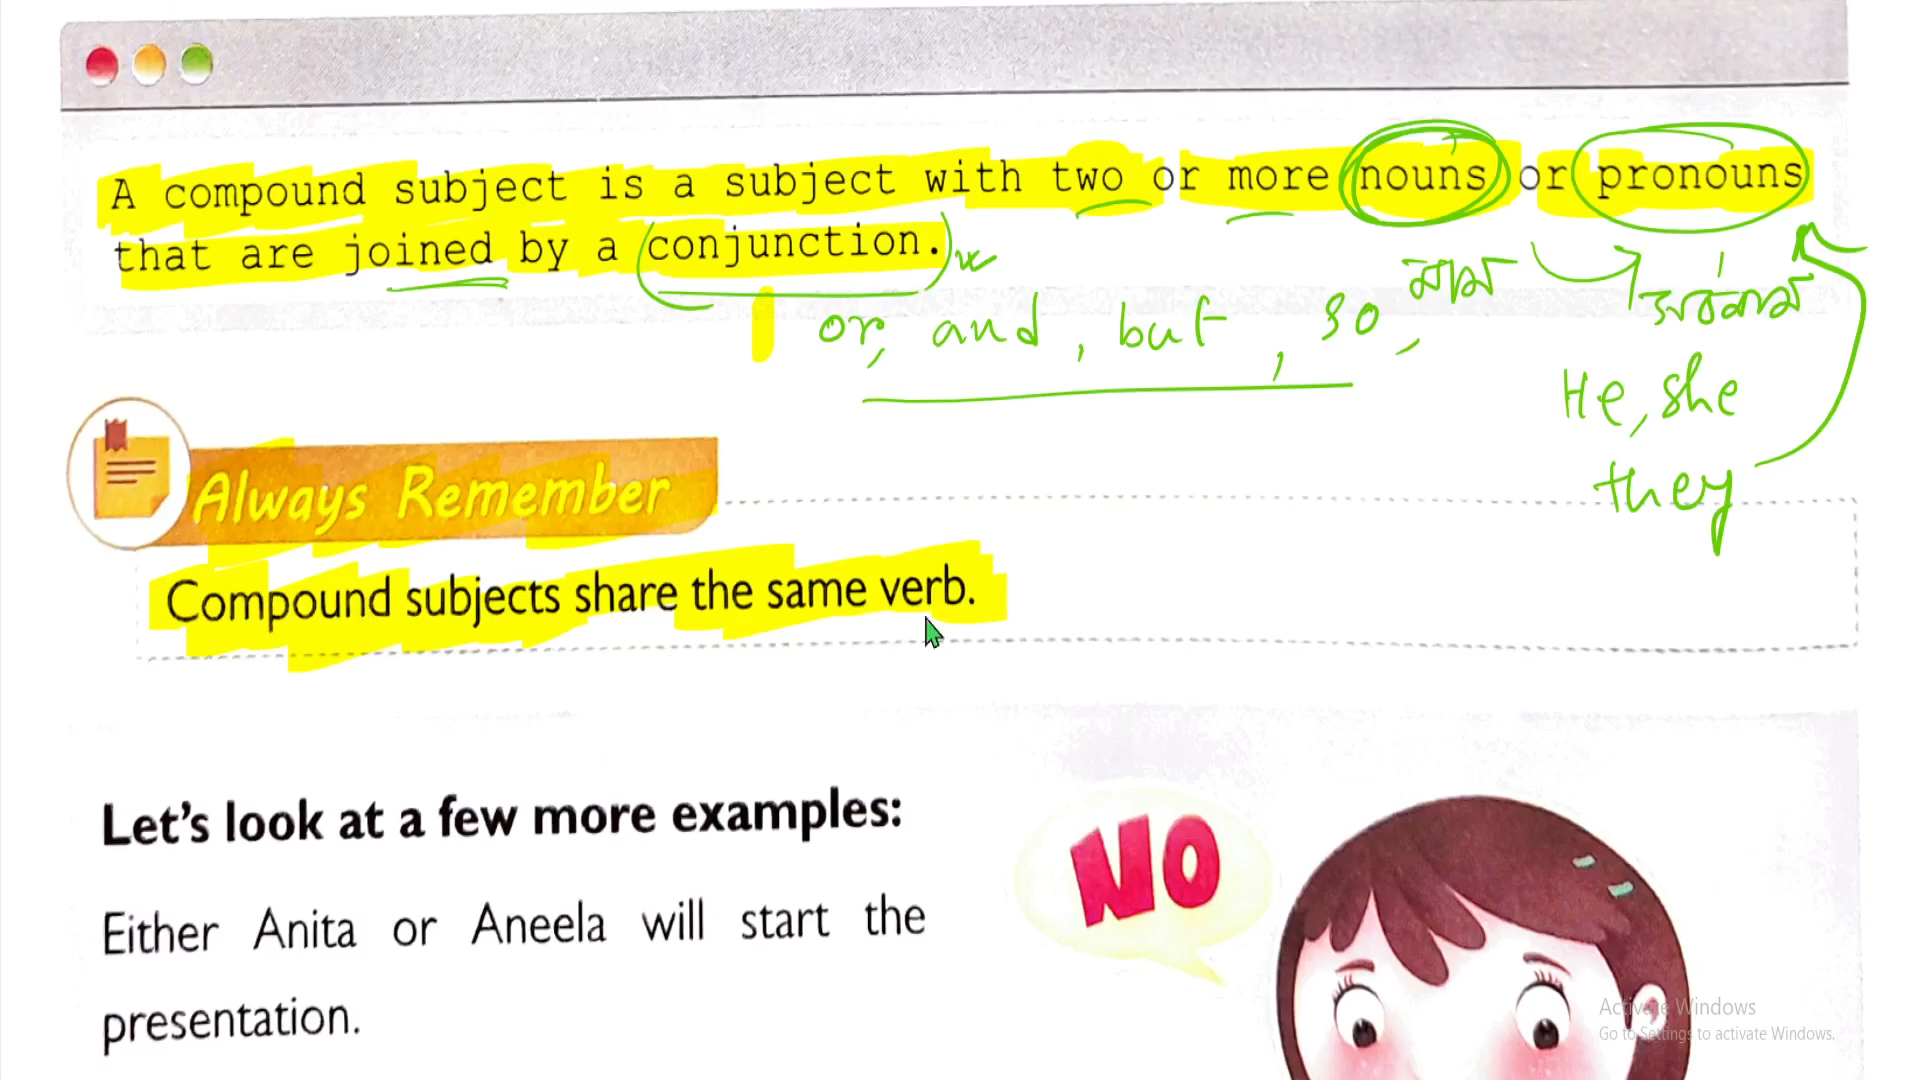 A compound subject is a subject with two or more nouns or pronouns
that are joined by a conjunction.
or, and, but, so,
He, she
they
Always Remember
Compound subjects share the same verb.
Let's look at a few more examples:
NO
Either Anita or Aneela will start the
presentation.
Activate Windows
Go to Settings to activate Windows.